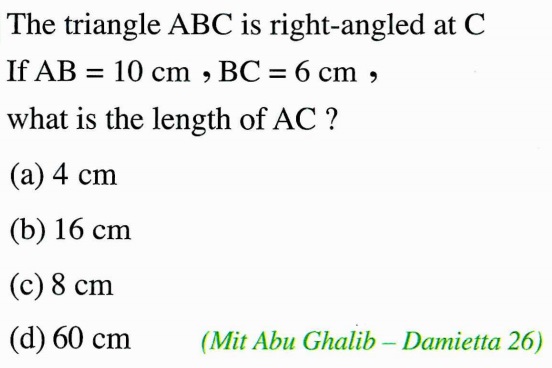 The triangle ABC is right-angled at C
If AB = 10 cm , BC = 6 cm ,
what is the length of AC ?
(a) 4 cm
(b) 16 cm
(c) 8 cm
(d) 60 cm (Mit Abu Ghalib – Damietta 26)